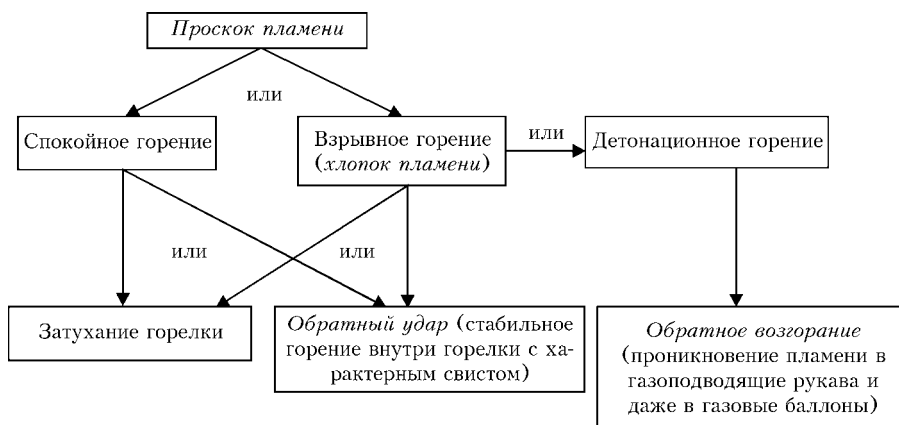 Проскок пламени
или
Спокойное горение
Взрывное горение
(хлопок пламени)
или
Детонационное горение
или
или
Затухание горелки
Обратный удар (стабильное
горение внутри горелки с ха-
рактерным свистом)
Обратное возгорание
(проникновение пламени в
газоподводящие рукава и
даже в газовые баллоны)